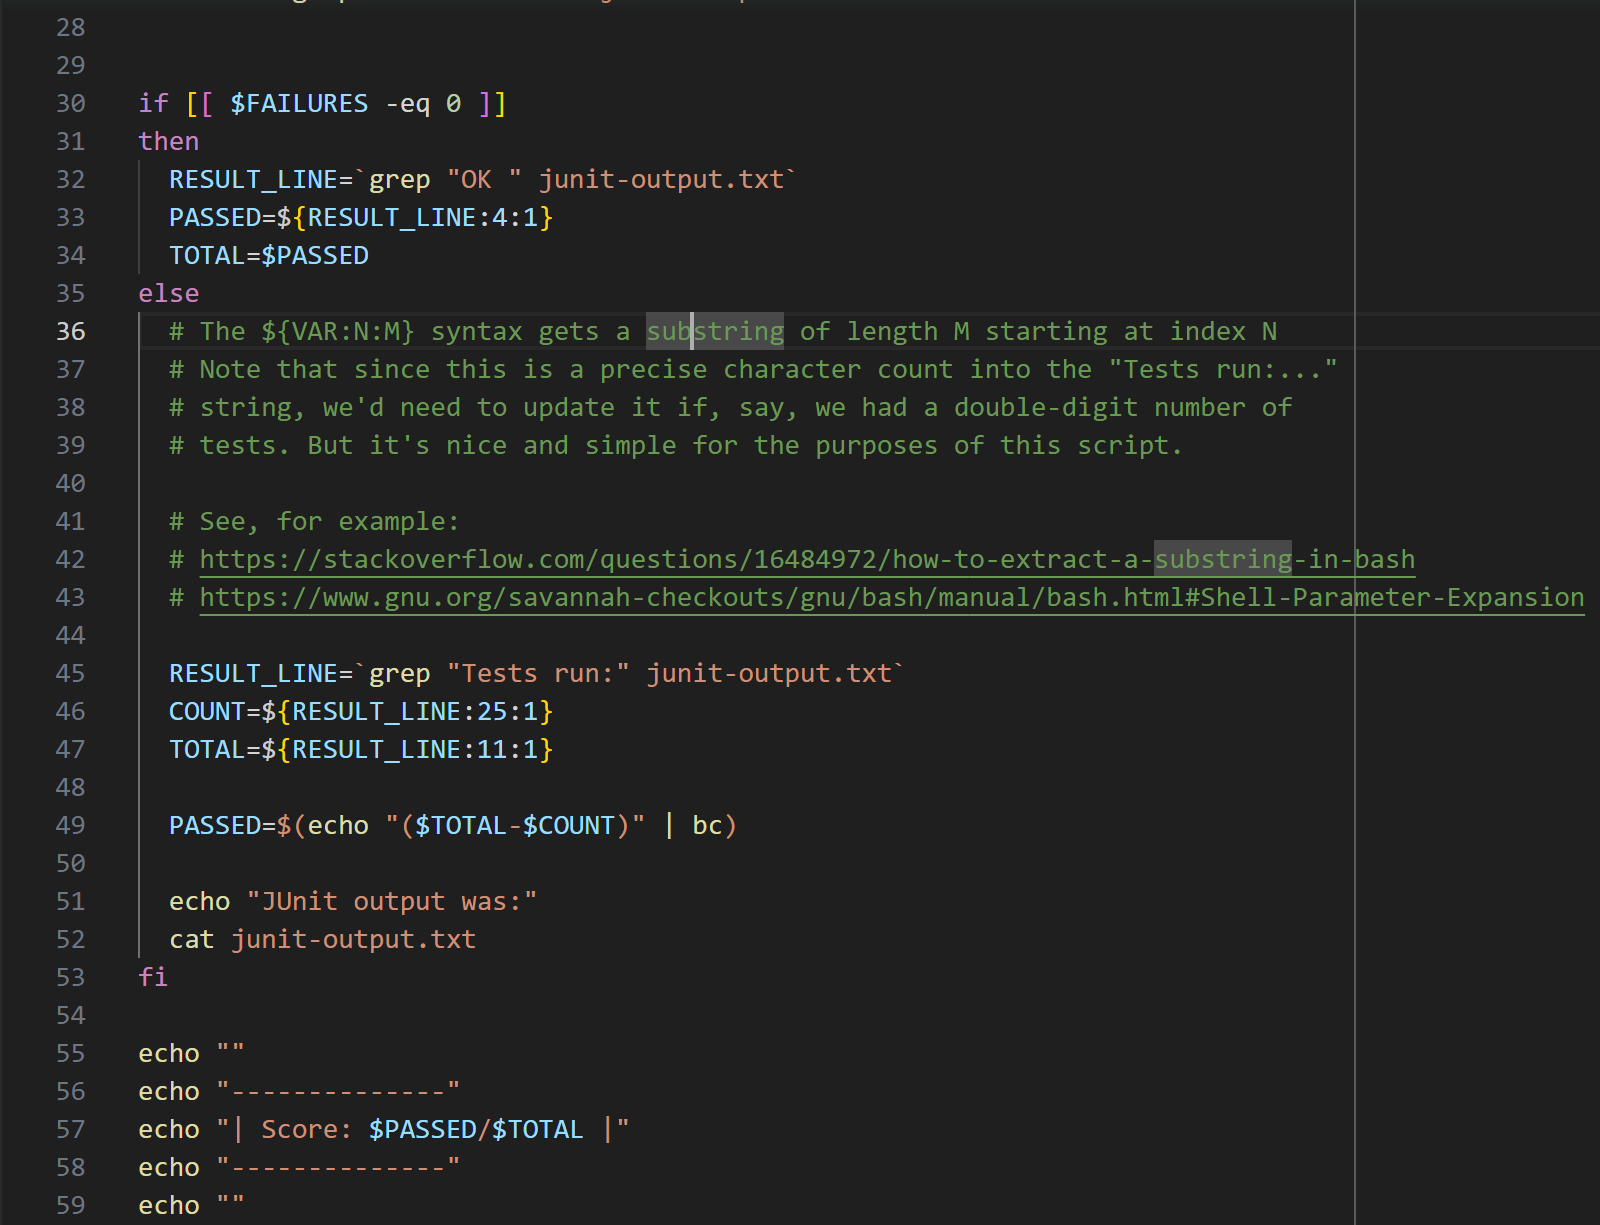 28
29
30 if [[ $FAILURES -eq 0 ]]
31 then
32   RESULT_LINE=`grep "OK " junit-output.txt`
33   PASSED=${RESULT_LINE:4:1}
34   TOTAL=$PASSED
35 else
36   # The ${VAR:N:M} syntax gets a substring of length M starting at index N
37   # Note that since this is a precise character count into the "Tests run:..."
38   # string, we'd need to update it if, say, we had a double-digit number of
39   # tests. But it's nice and simple for the purposes of this script.
40
41   # See, for example:
42   # https://stackoverflow.com/questions/16484972/how-to-extract-a-substring-in-bash
43   # https://www.gnu.org/savannah-checkouts/gnu/bash/manual/bash.html#Shell-Parameter-Expansion
44
45   RESULT_LINE=`grep "Tests run:" junit-output.txt`
46   COUNT=${RESULT_LINE:25:1}
47   TOTAL=${RESULT_LINE:11:1}
48
49   PASSED=$(echo "($TOTAL-$COUNT)" | bc)
50
51   echo "JUnit output was:"
52   cat junit-output.txt
53 fi
54
55 echo ""
56 echo "--------------"
57 echo "| Score: $PASSED/$TOTAL |"
58 echo "--------------"
59 echo ""